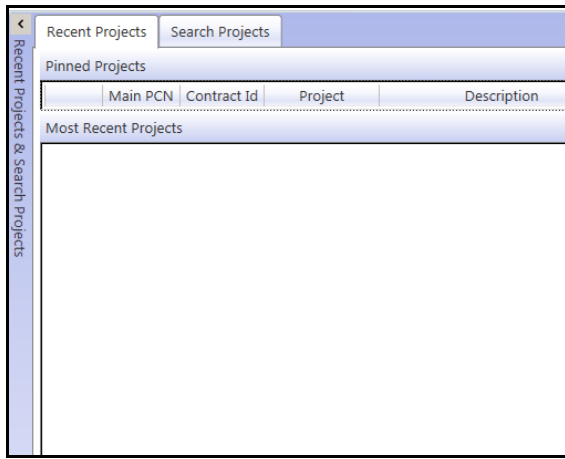 Recent Projects Search Projects
Pinned Projects
Main PCN Contract Id Project Description
Most Recent Projects
Recent Projects & Search Projects